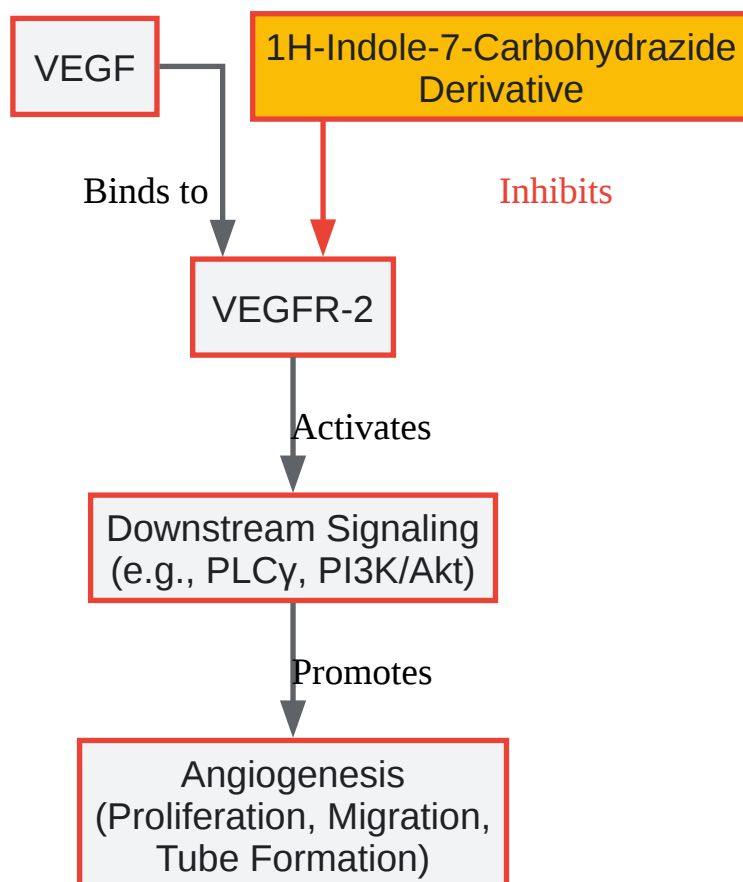 VEGF
1H-Indole-7-Carbohydrazide
Derivative
Binds to
Inhibits
VEGFR-2
Activates
Downstream Signaling
(e.g., PLCγ, PI3K/Akt)
Promotes
Angiogenesis
(Proliferation, Migration,
Tube Formation)